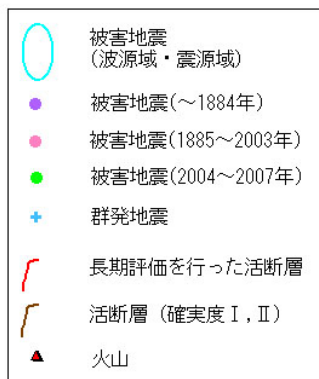 被害地震
(波源域・震源域)
被害地震(～1884年)
被害地震(1885～2003年)
被害地震(2004～2007年)
群発地震
長期評価を行った活断層
活断層 (確実度Ⅰ,Ⅱ)
火山